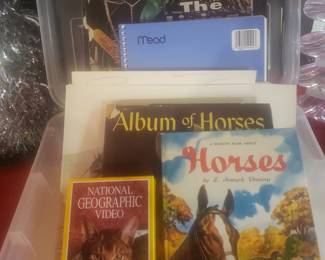 The
Mead
Album of Horses
Horses
NATIONAL
GEOGRAPHIC
VIDEO